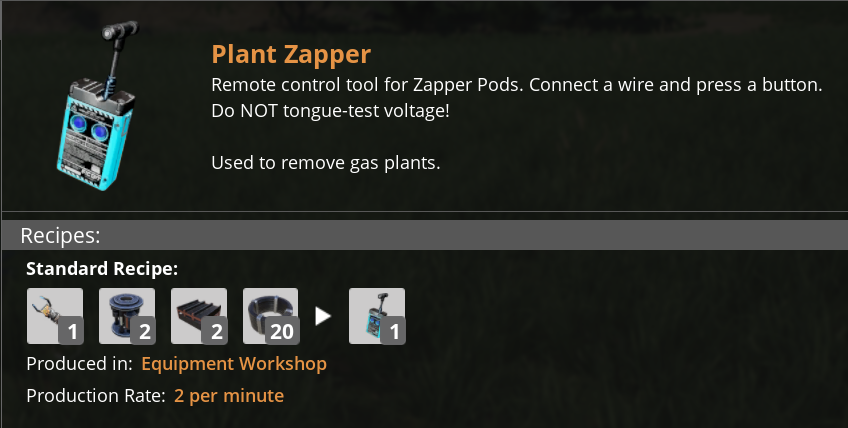 Plant Zapper
Remote control tool for Zapper Pods. Connect a wire and press a button.
Do NOT tongue-test voltage!
Used to remove gas plants.
Recipes:
Standard Recipe:
1 2 2 20 1
Produced in: Equipment Workshop
Production Rate: 2 per minute